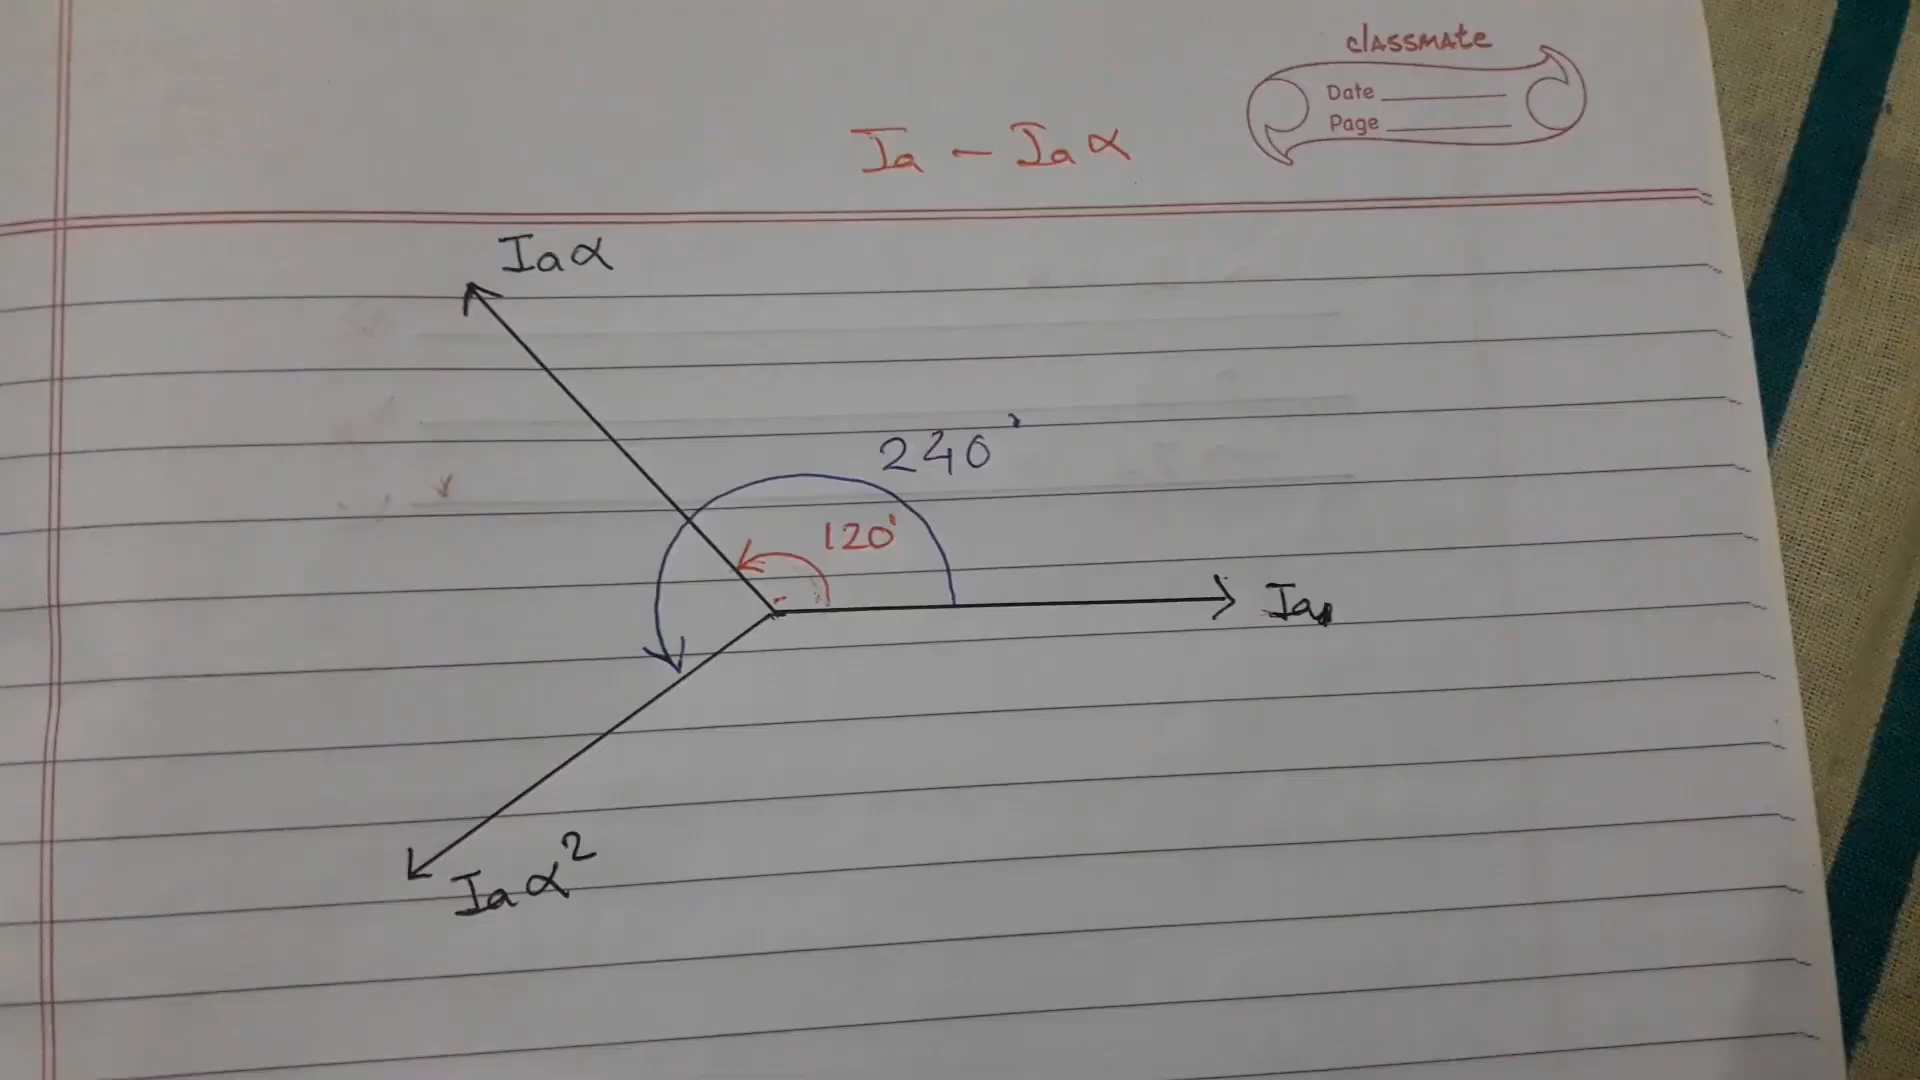 classmate
Date
Page
Ia - Iaα
Iaα
240°
120°
Ia
Iaα²